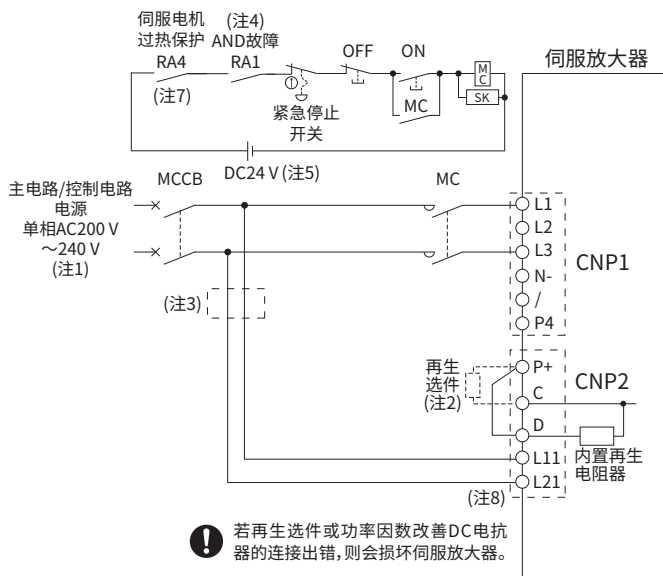 伺服电机
过热保护
(注4)
AND故障
RA4
RA1
(注7)
OFF
ON
MC
MC
SK
紧急停止
开关
伺服放大器
DC24 V (注5)
主电路/控制电路
电源
单相AC200 V
～240 V
(注1)
MCCB
MC
L1
L2
L3
N-
/
P4
CNP1
(注3)
再生
选件
(注2)
P+
C
D
L11
L21
CNP2
内置再生
电阻器
(注8)
若再生选件或功率因数改善DC电抗
器的连接出错,则会损坏伺服放大器。